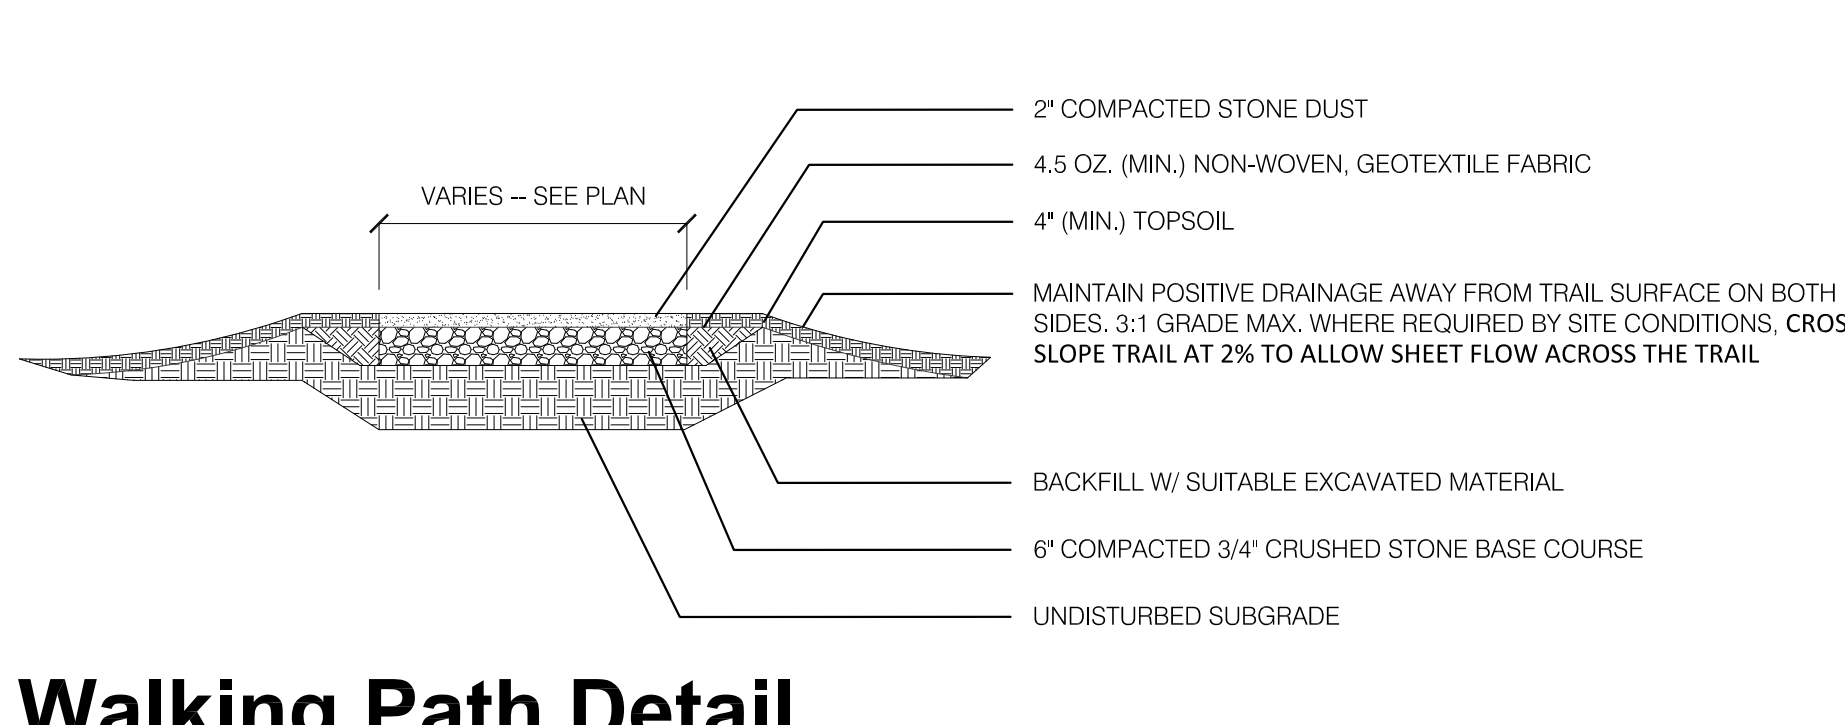 2" COMPACTED STONE DUST
4.5 OZ. (MIN.) NON-WOVEN, GEOTEXTILE FABRIC
VARIES -- SEE PLAN
4" (MIN.) TOPSOIL
MAINTAIN POSITIVE DRAINAGE AWAY FROM TRAIL SURFACE ON BOTH
SIDES. 3:1 GRADE MAX. WHERE REQUIRED BY SITE CONDITIONS, CROS
SLOPE TRAIL AT 2% TO ALLOW SHEET FLOW ACROSS THE TRAIL
BACKFILL W/ SUITABLE EXCAVATED MATERIAL
6" COMPACTED 3/4" CRUSHED STONE BASE COURSE
UNDISTURBED SUBGRADE
Walking Path Detail